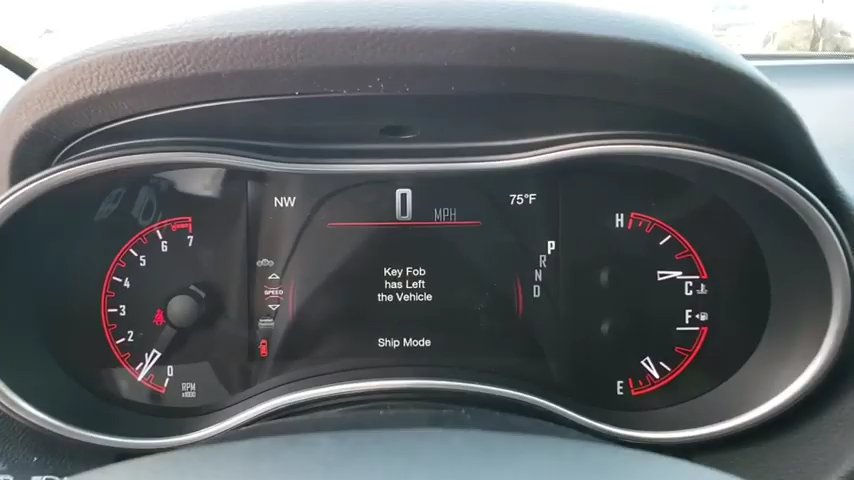 NW
0 MPH
75°F
7
6
5
4
3
2
0
RPM
x1000
SPEED
Key Fob
has Left
the Vehicle
Ship Mode
P
R
N
D
H
C
F
E